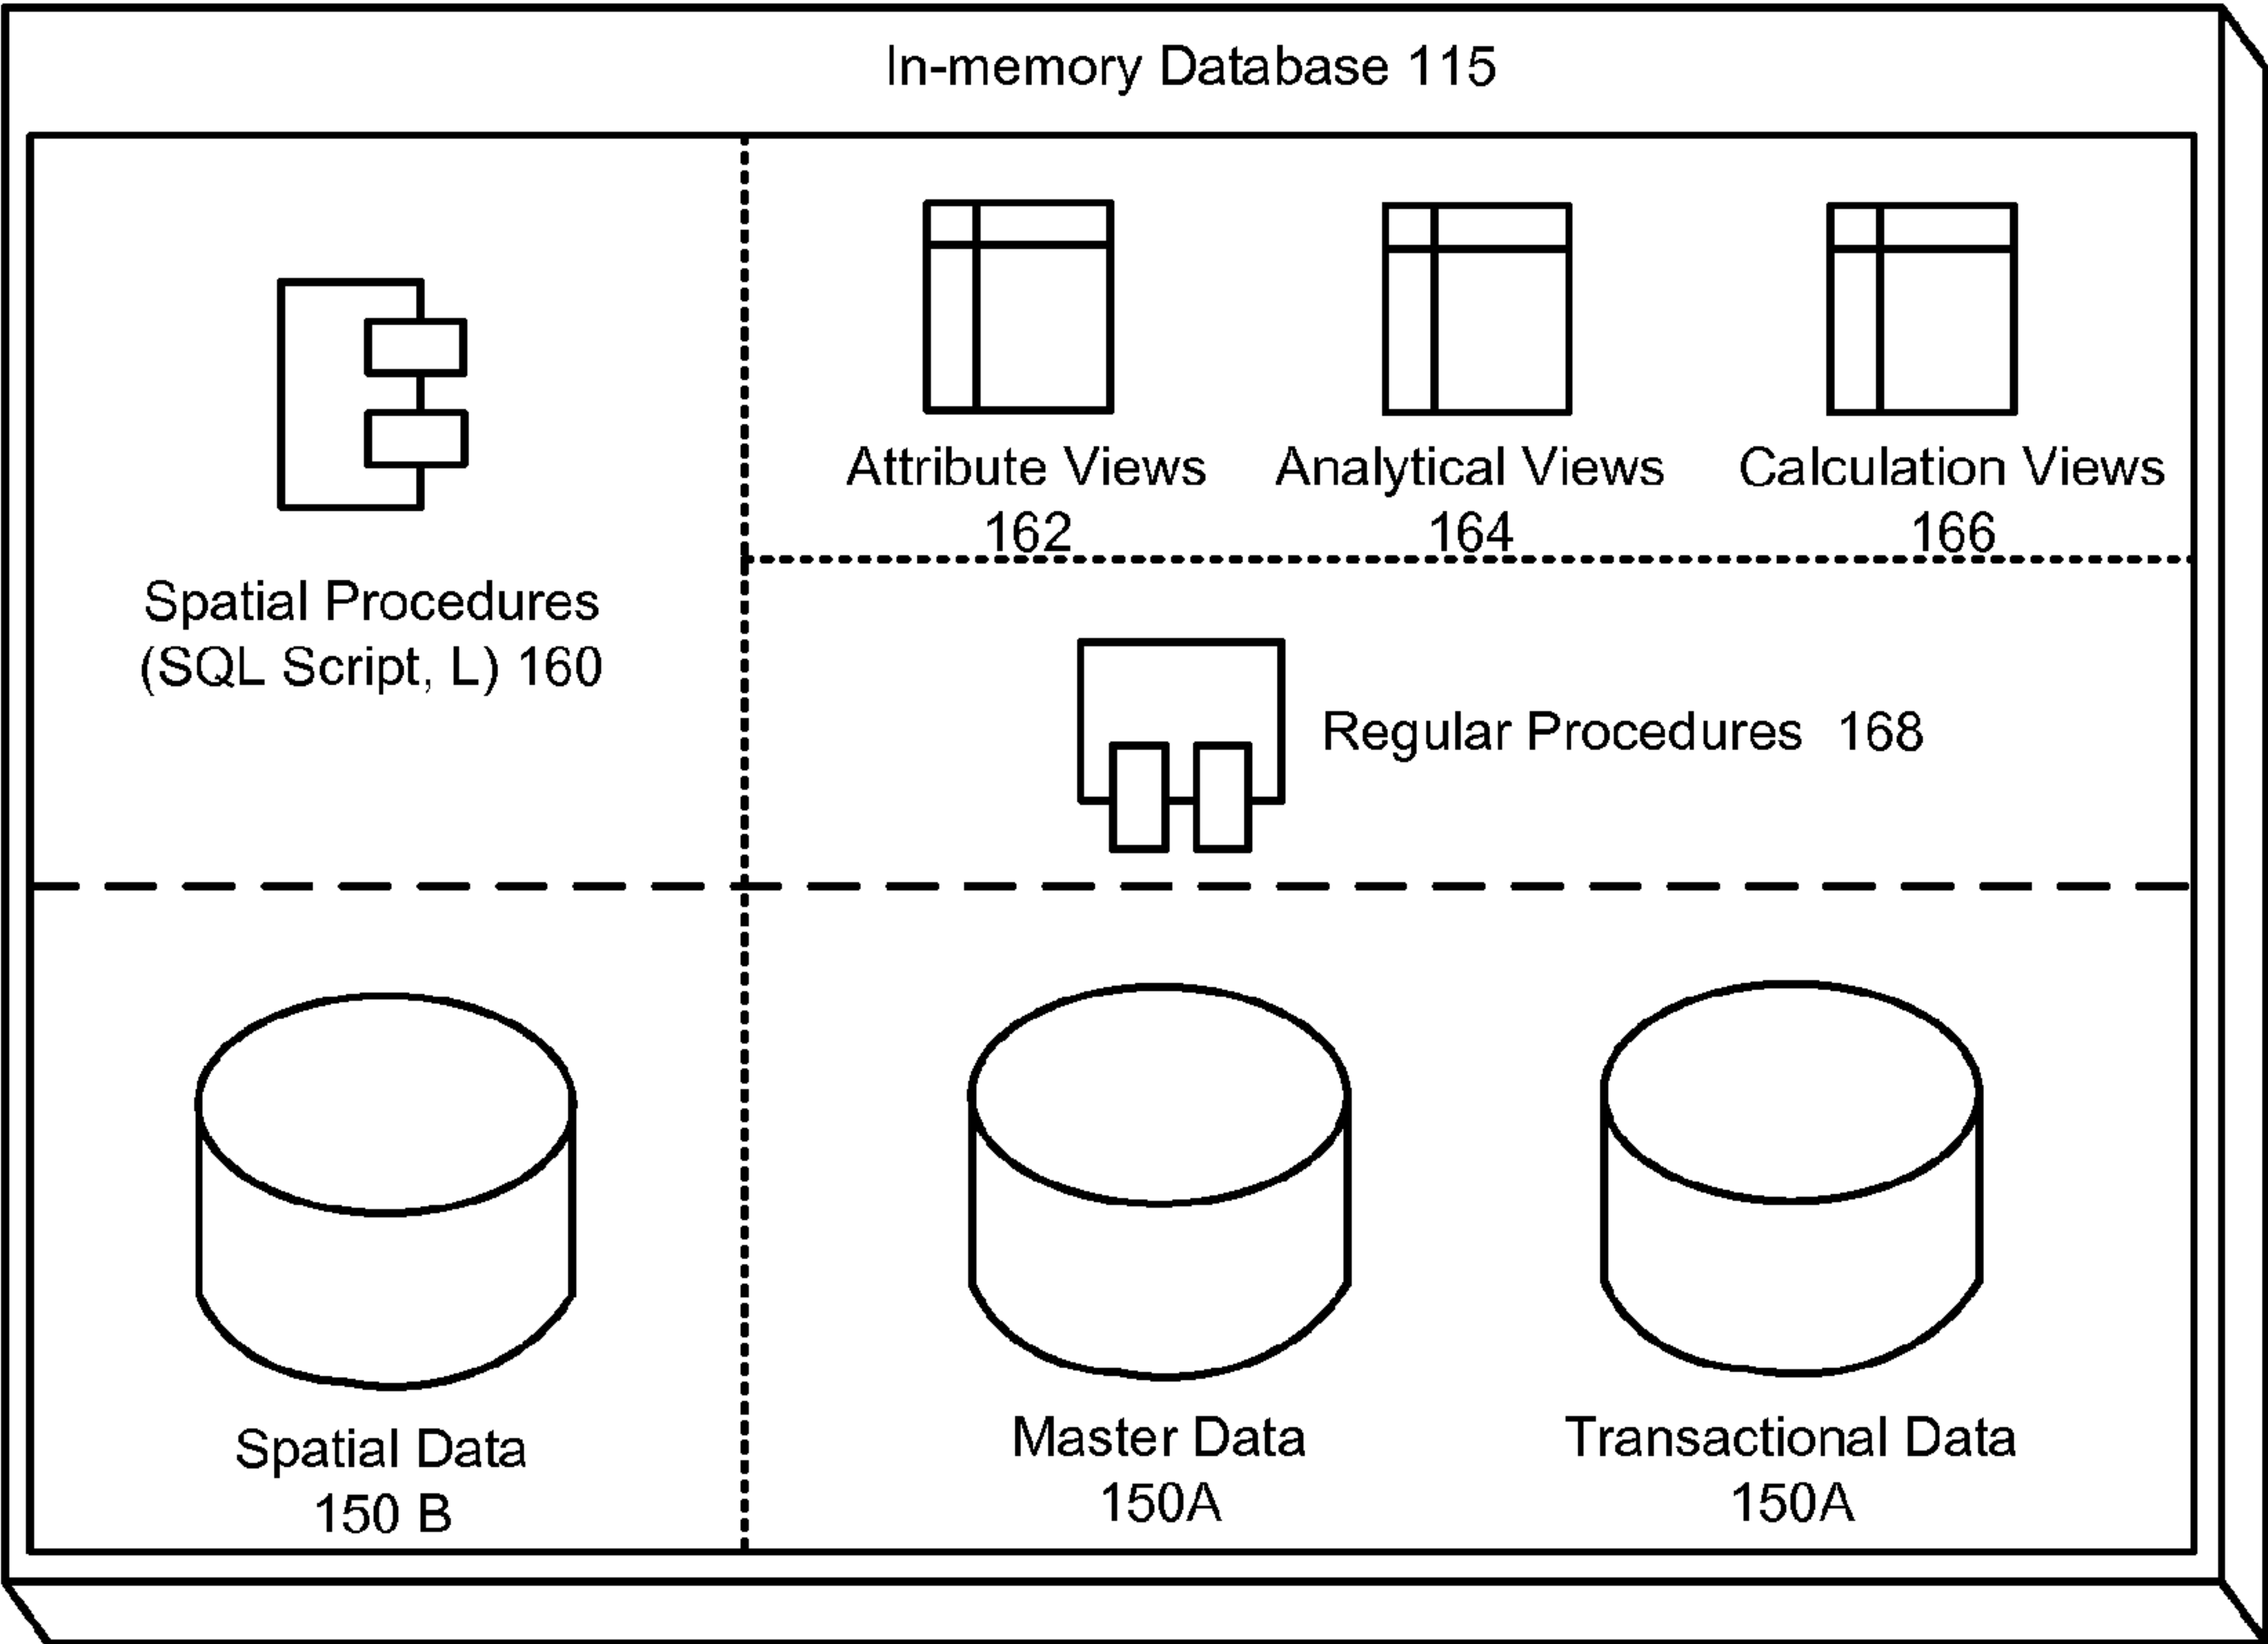 In-memory Database 115
Attribute Views
162
Analytical Views
164
Calculation Views
166
Spatial Procedures
(SQL Script, L) 160
Regular Procedures 168
Spatial Data
150 B
Master Data
150A
Transactional Data
150A